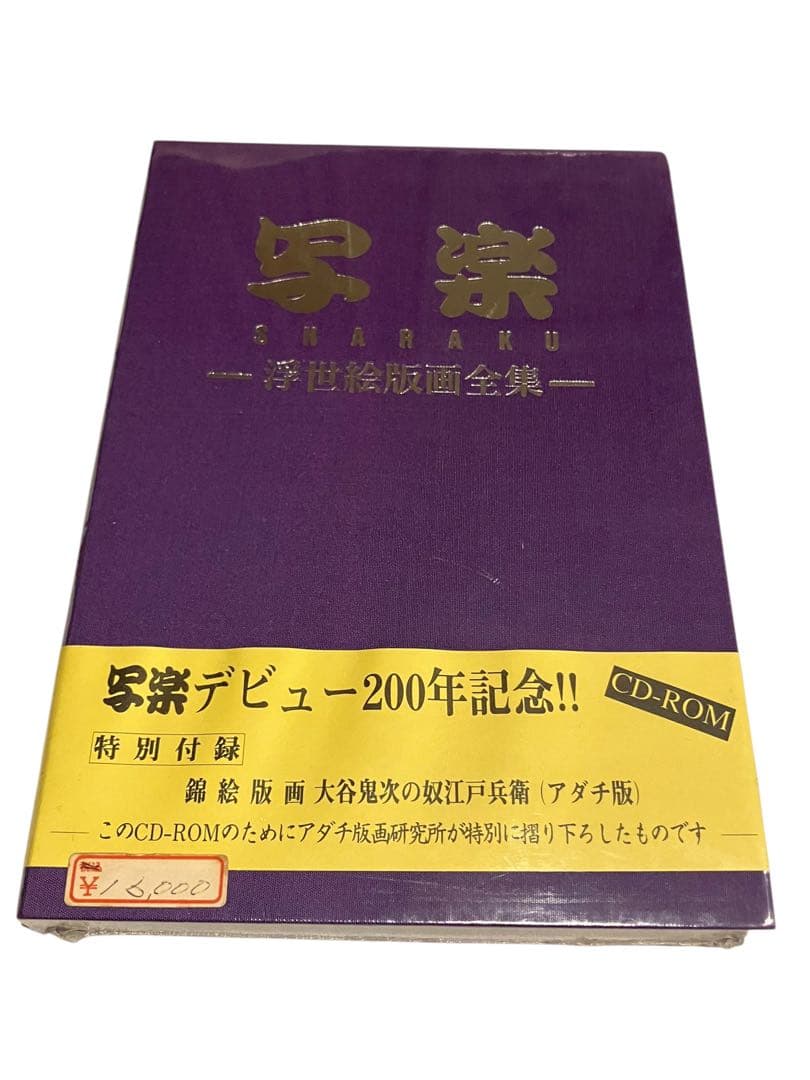 写楽
SHARAKU
―浮世絵版画全集―
写楽デビュー200年記念!!
CD-ROM
特別付録
錦絵版画 大谷鬼次の奴江戸兵衛(アダチ版)
―このCD-ROMのためにアダチ版画研究所が特別に摺り下ろしたものです―
¥16,000